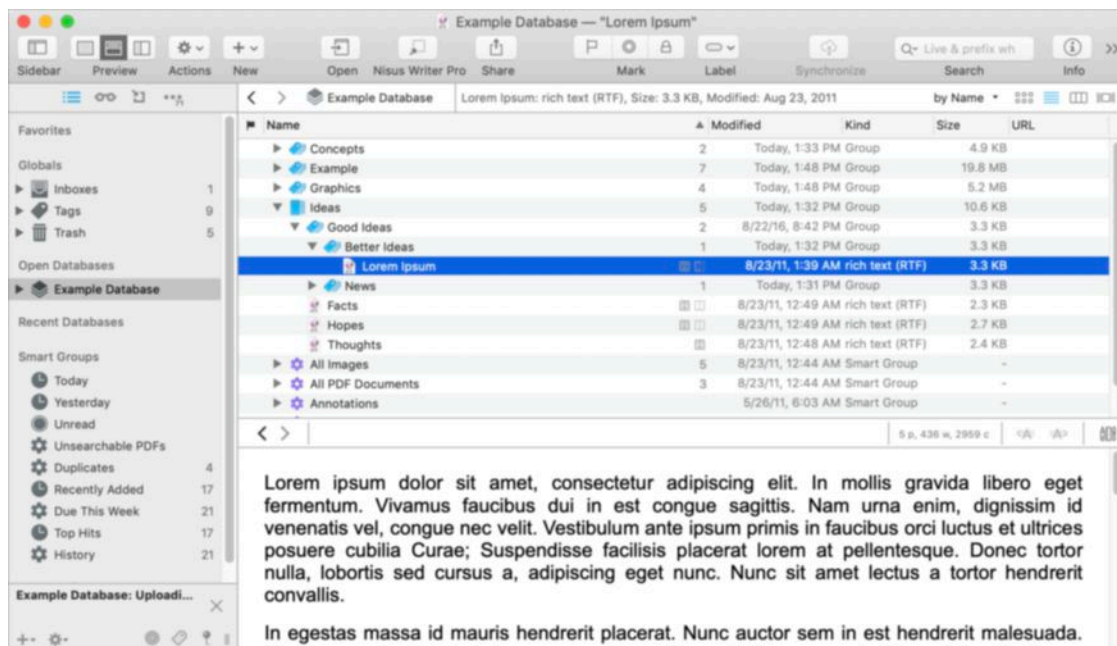 Example Database — "Lorem Ipsum"
Sidebar Preview Actions New Open Nisus Writer Pro Share Mark Label Synchronize Search Info
Live & prefix wh
Example Database Lorem Ipsum: rich text (RTF), Size: 3.3 KB, Modified: Aug 23, 2011 by Name
Favorites
Globals
Inboxes 1
Tags 9
Trash 5
Open Databases
Example Database
Recent Databases
Smart Groups
Today
Yesterday
Unread
Unsearchable PDFs
Duplicates 4
Recently Added 17
Due This Week 21
Top Hits 17
History 21
Example Database: Uploadi...
Name Modified Kind Size URL
Concepts 2 Today, 1:33 PM Group 4.9 KB
Example 7 Today, 1:48 PM Group 19.8 MB
Graphics 4 Today, 1:48 PM Group 5.2 MB
Ideas 5 Today, 1:32 PM Group 10.6 KB
Good Ideas 2 8/22/16, 8:42 PM Group 3.3 KB
Better Ideas 1 Today, 1:32 PM Group 3.3 KB
Lorem Ipsum 8/23/11, 1:39 AM rich text (RTF) 3.3 KB
News 1 Today, 1:31 PM Group 3.3 KB
Facts 8/23/11, 12:49 AM rich text (RTF) 2.3 KB
Hopes 8/23/11, 12:49 AM rich text (RTF) 2.7 KB
Thoughts 8/23/11, 12:48 AM rich text (RTF) 2.4 KB
All Images 5 8/23/11, 12:44 AM Smart Group -
All PDF Documents 3 8/23/11, 12:44 AM Smart Group -
Annotations 5/26/11, 6:03 AM Smart Group -
5 p, 436 w, 2959 c <A> <A>
Lorem ipsum dolor sit amet, consectetur adipiscing elit. In mollis gravida libero eget
fermentum. Vivamus faucibus dui in est congue sagittis. Nam urna enim, dignissim id
venenatis vel, congue nec velit. Vestibulum ante ipsum primis in faucibus orci luctus et ultrices
posuere cubilia Curae; Suspendisse facilisis placerat lorem at pellentesque. Donec tortor
nulla, lobortis sed cursus a, adipiscing eget nunc. Nunc sit amet lectus a tortor hendrerit
convallis.
In egestas massa id mauris hendrerit placerat. Nunc auctor sem in est hendrerit malesuada.